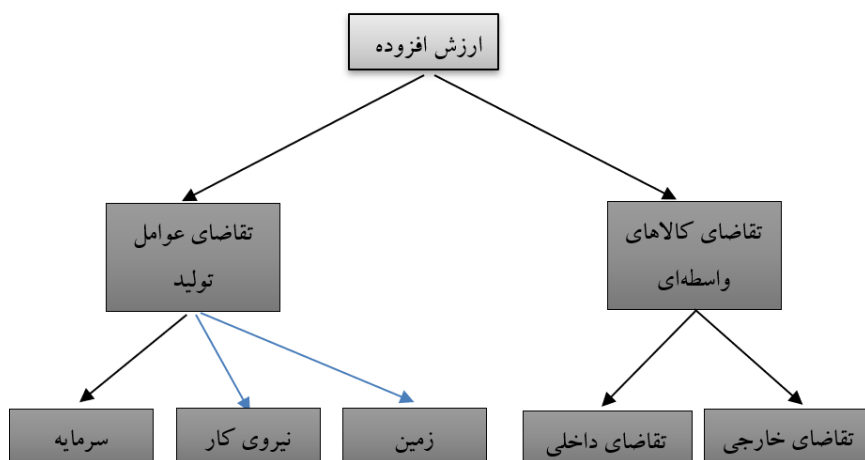 ارزش افزوده
تقاضای کالاهای
واسطه‌ای
تقاضای عوامل
تولید
تقاضای خارجی
تقاضای داخلی
زمین
نیروی کار
سرمایه